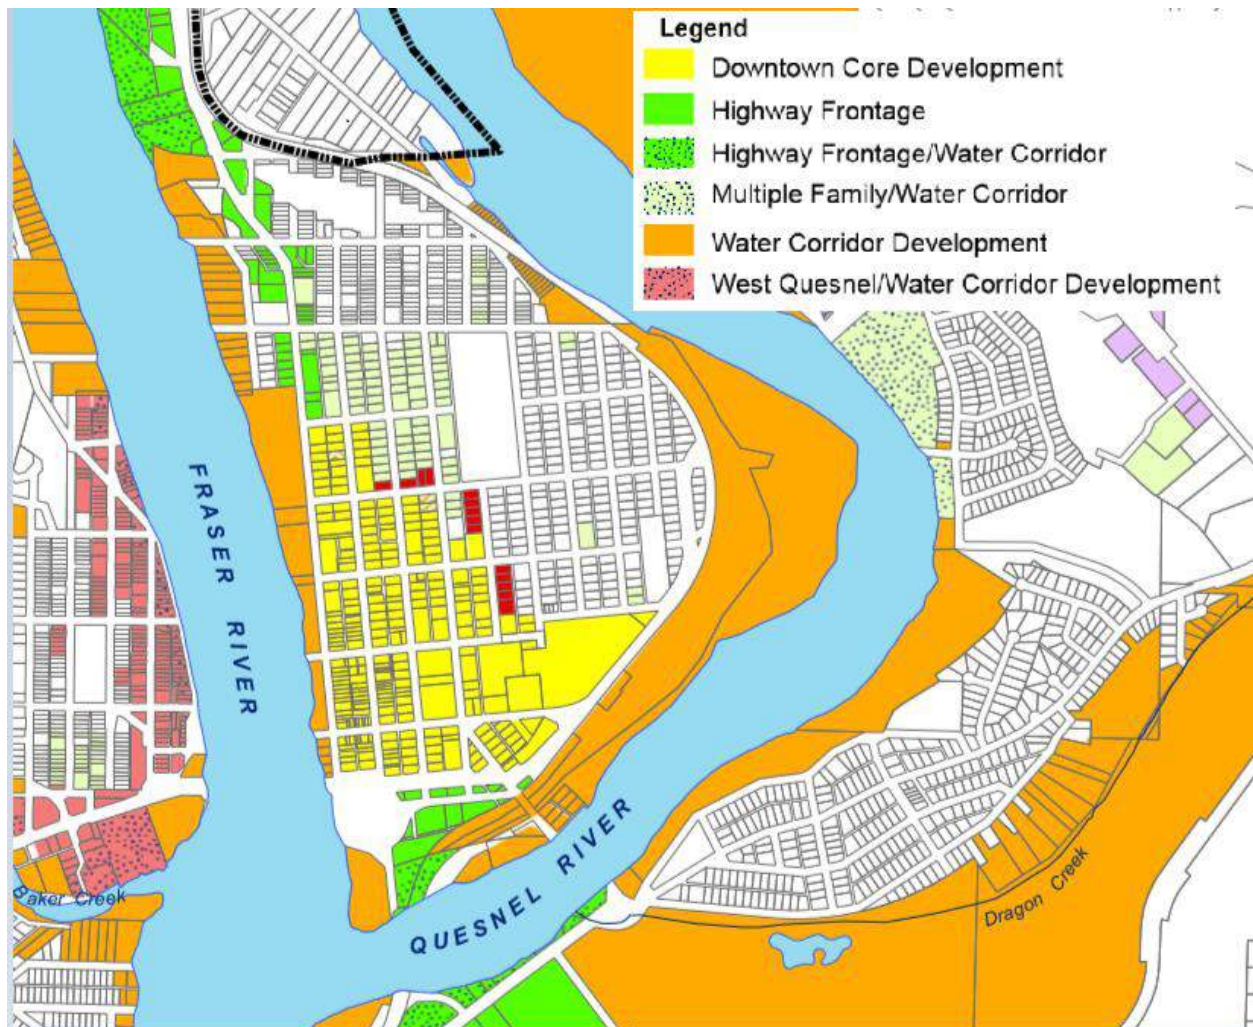 Legend
Downtown Core Development
Highway Frontage
Highway Frontage/Water Corridor
Multiple Family/Water Corridor
Water Corridor Development
West Quesnel/Water Corridor Development
FRASER RIVER
QUESNEL RIVER
Baker Creek
Dragon Creek